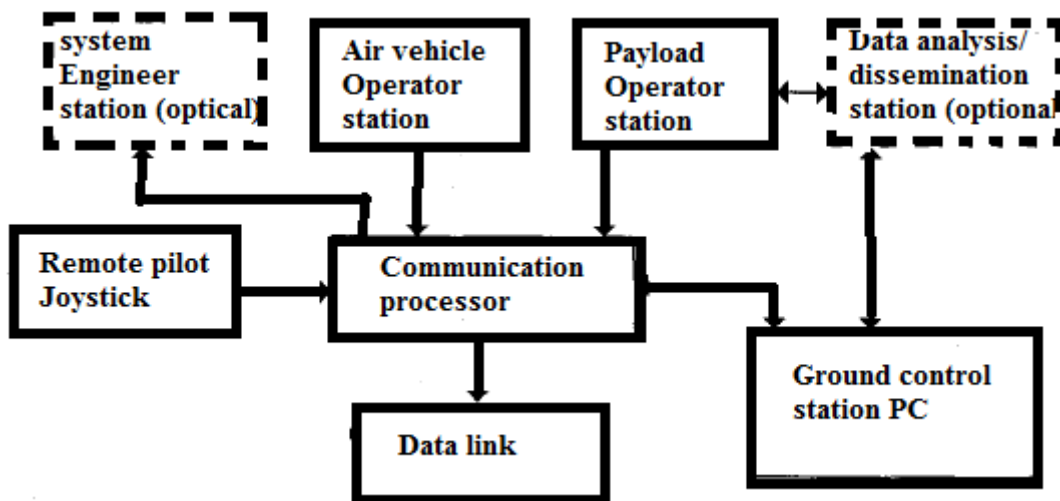 system
Engineer
station (optical)
Air vehicle
Operator
station
Payload
Operator
station
Data analysis/
dissemination
station (optional
Remote pilot
Joystick
Communication
processor
Ground control
station PC
Data link